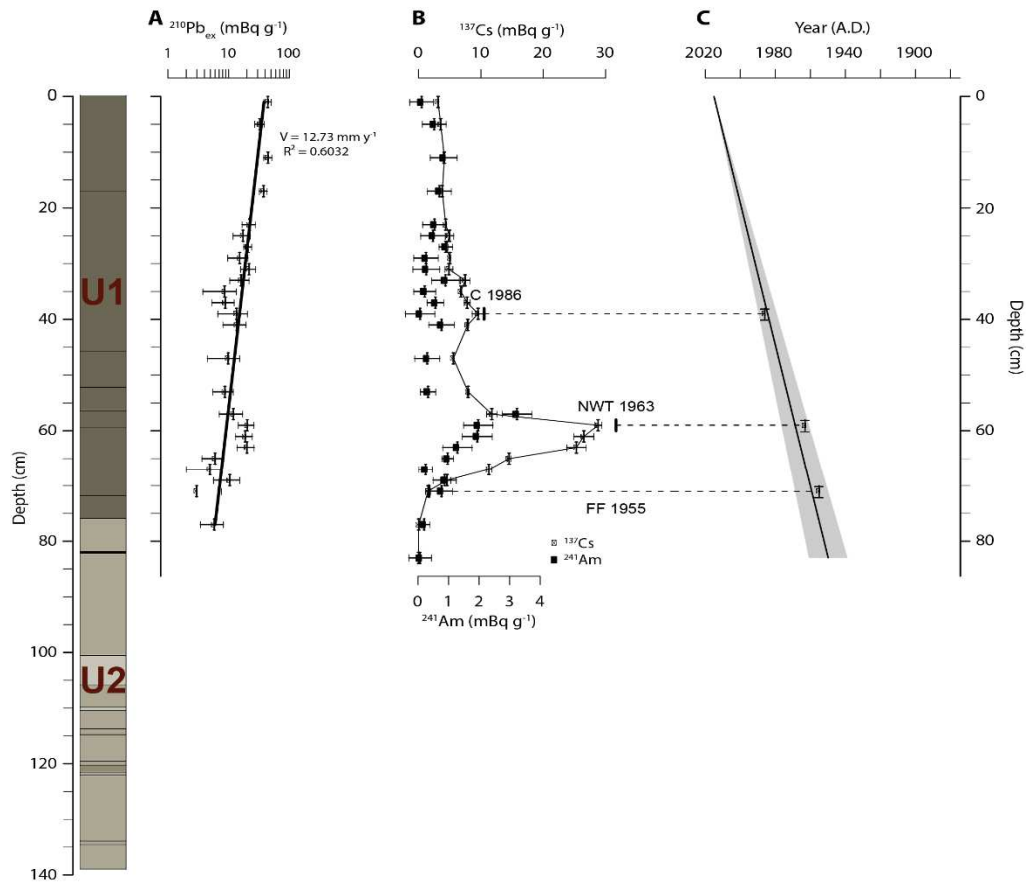 A
²¹⁰Pbₑₓ (mBq g⁻¹)
1 10 100
B
¹³⁷Cs (mBq g⁻¹)
0 10 20 30
C
Year (A.D.)
2020 1980 1940 1900
0
20
40
60
80
100
120
140
Depth (cm)
U1
U2
V = 12.73 mm y⁻¹
R² = 0.6032
C 1986
NWT 1963
FF 1955
¹³⁷Cs
²⁴¹Am
0 1 2 3 4
²⁴¹Am (mBq g⁻¹)
0
20
40
60
80
Depth (cm)